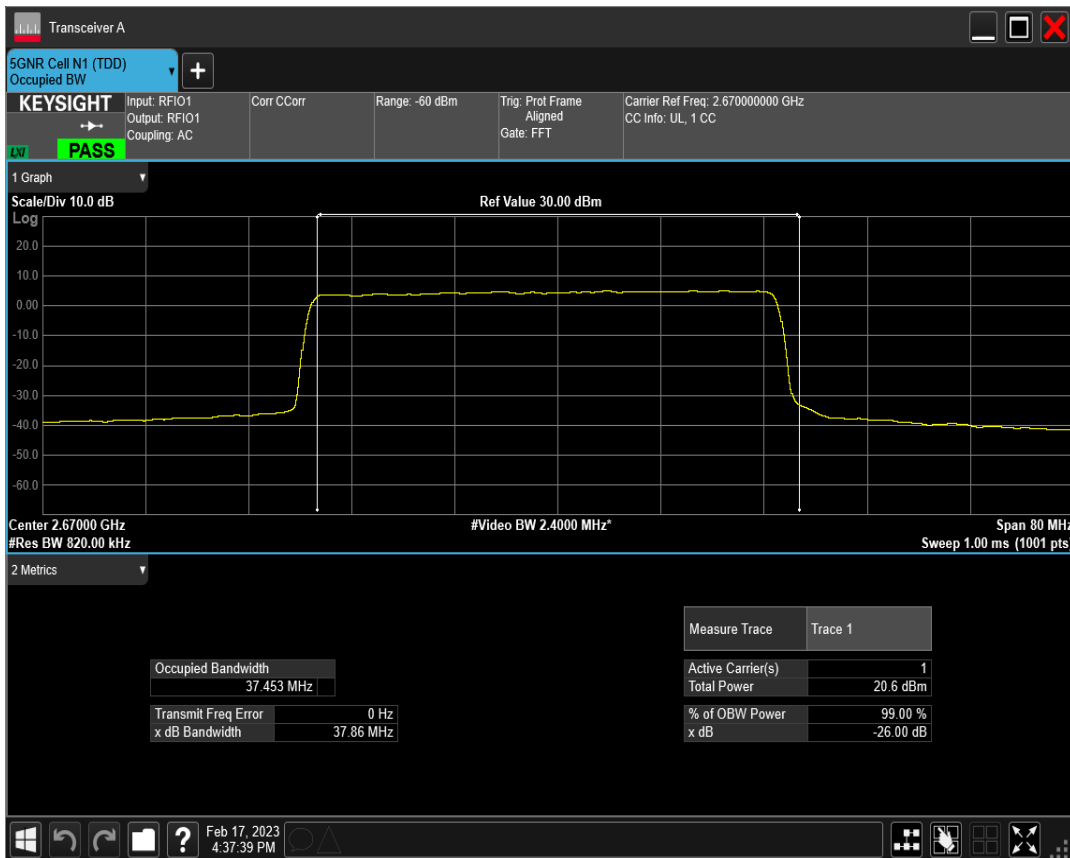 Transceiver A
5GNR Cell N1 (TDD)
Occupied BW
KEYSIGHT
LXI
PASS
Input: RFIO1
Output: RFIO1
Coupling: AC
Corr CCorr
Range: -60 dBm
Trig: Prot Frame
Aligned
Gate: FFT
Carrier Ref Freq: 2.670000000 GHz
CC Info: UL, 1 CC
1 Graph
Scale/Div 10.0 dB
Ref Value 30.00 dBm
Log
20.0
10.0
0.00
-10.0
-20.0
-30.0
-40.0
-50.0
-60.0
Center 2.67000 GHz
#Video BW 2.4000 MHz*
Span 80 MHz
#Res BW 820.00 kHz
Sweep 1.00 ms (1001 pts)
2 Metrics
Measure Trace Trace 1
Occupied Bandwidth
37.453 MHz
Active Carrier(s) 1
Total Power 20.6 dBm
Transmit Freq Error 0 Hz
x dB Bandwidth 37.86 MHz
% of OBW Power 99.00 %
x dB -26.00 dB
?
Feb 17, 2023
4:37:39 PM